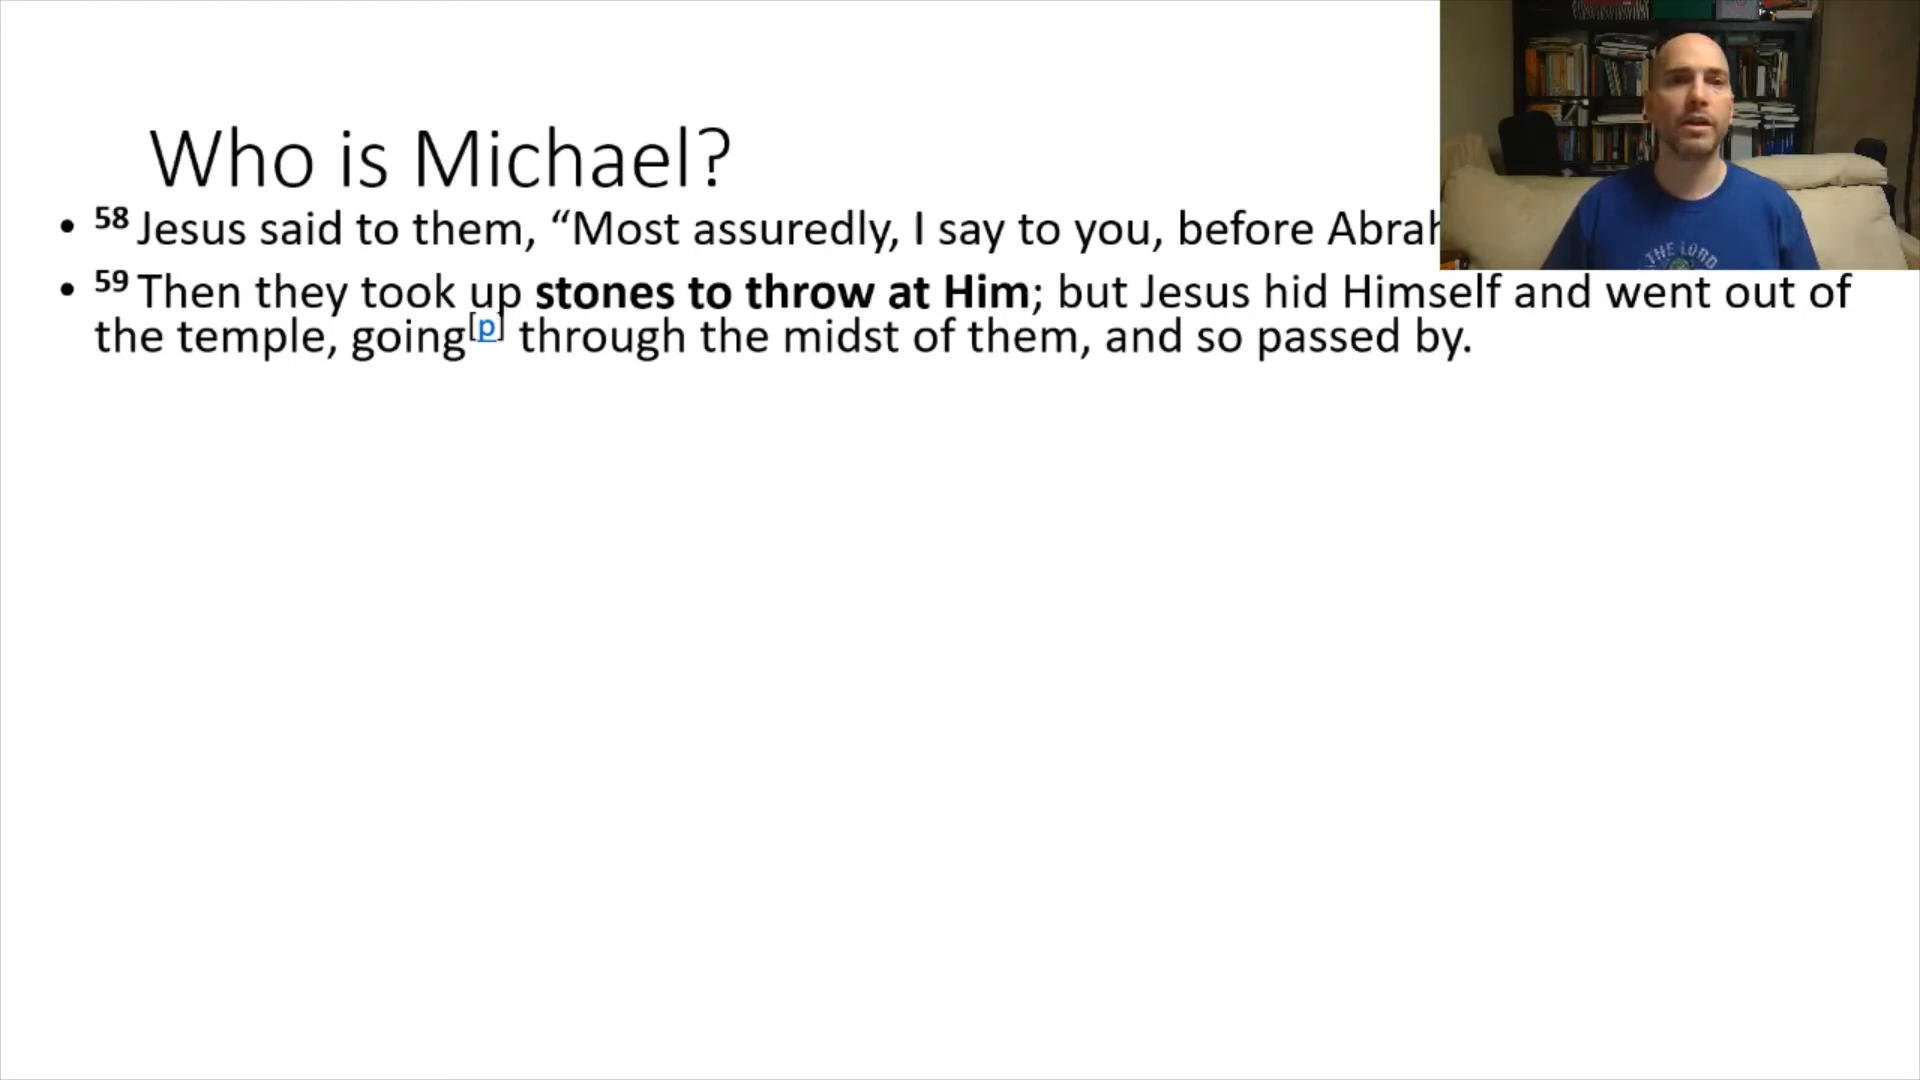 Who is Michael?
• 58 Jesus said to them, “Most assuredly, I say to you, before Abrah
• 59 Then they took up stones to throw at Him; but Jesus hid Himself and went out of
the temple, going[p] through the midst of them, and so passed by.
THE LORD